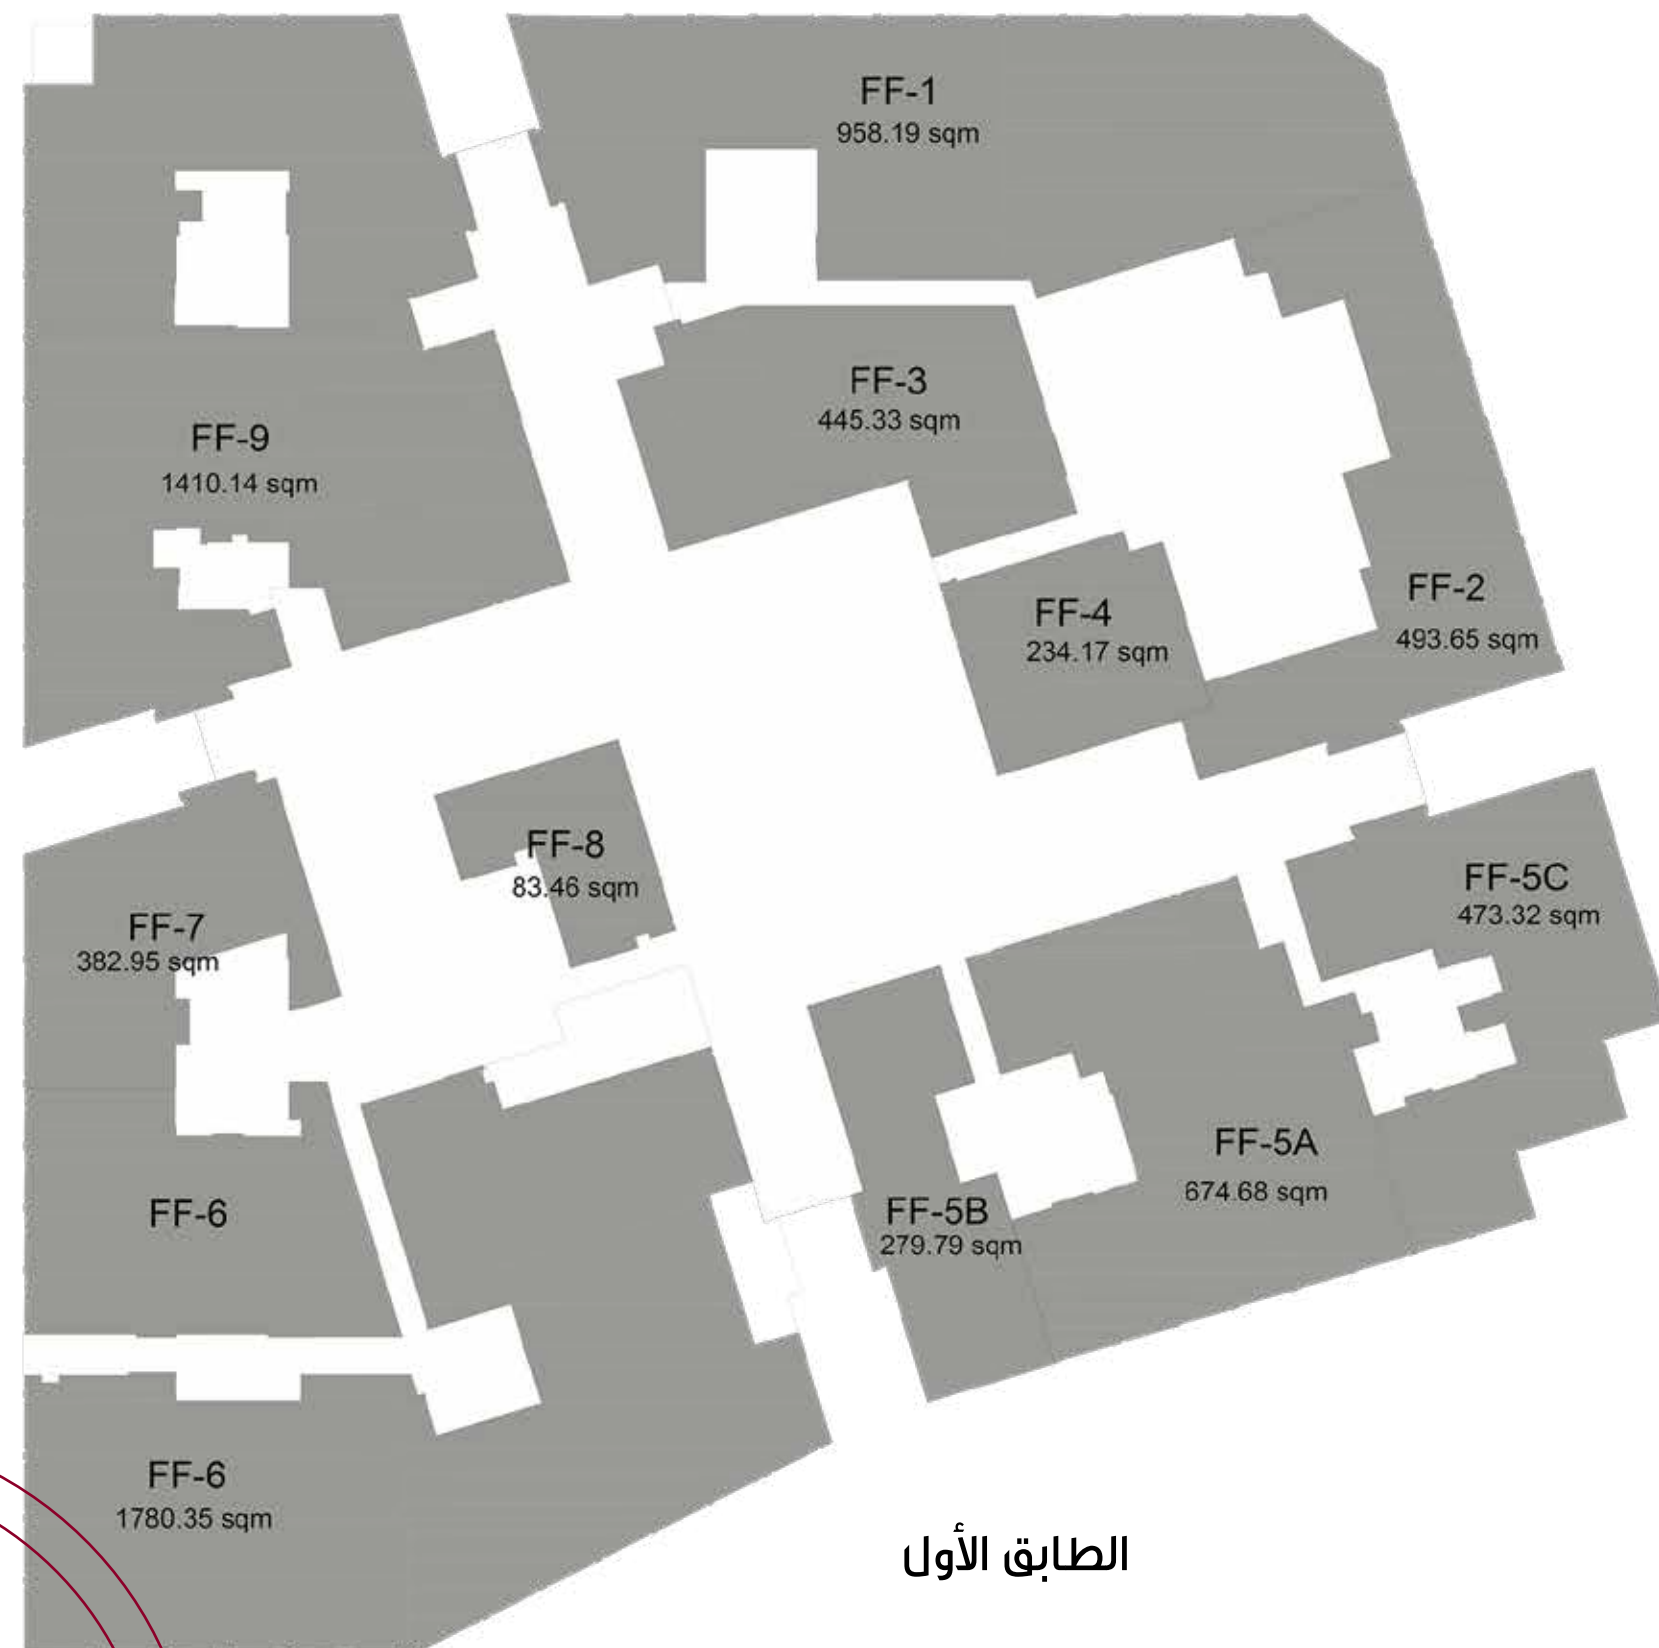 FF-1
958.19 sqm
FF-3
445.33 sqm
FF-9
1410.14 sqm
FF-2
493.65 sqm
FF-4
234.17 sqm
FF-8
83.46 sqm
FF-5C
473.32 sqm
FF-7
382.95 sqm
FF-5A
674.68 sqm
FF-6
FF-5B
279.79 sqm
FF-6
1780.35 sqm
الطابق الأول